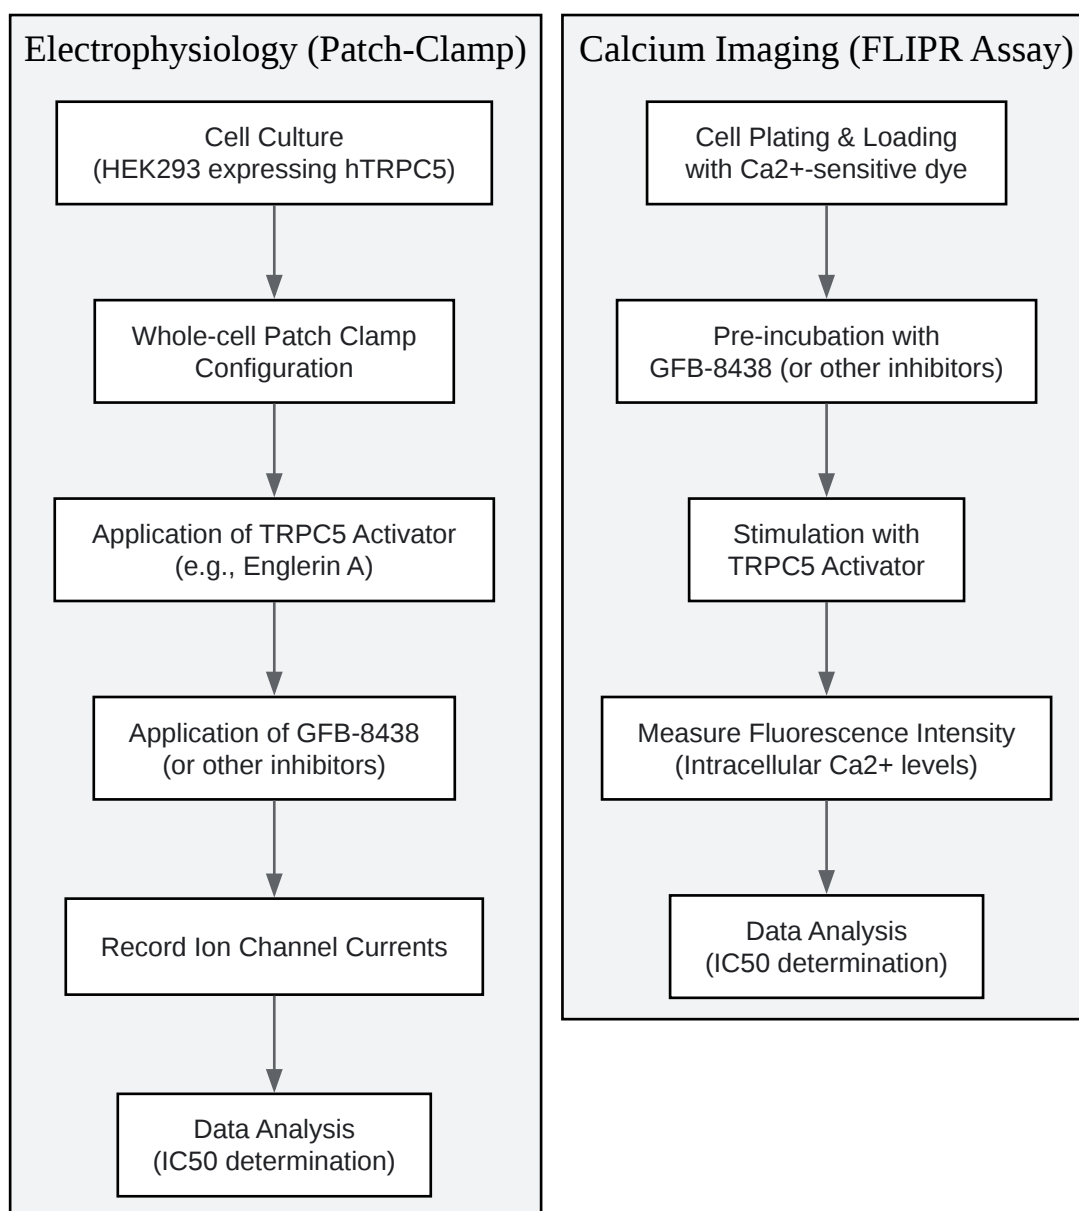 Electrophysiology (Patch-Clamp)
Cell Culture
(HEK293 expressing hTRPC5)
Whole-cell Patch Clamp
Configuration
Application of TRPC5 Activator
(e.g., Englerin A)
Application of GFB-8438
(or other inhibitors)
Record Ion Channel Currents
Data Analysis
(IC50 determination)
Calcium Imaging (FLIPR Assay)
Cell Plating & Loading
with Ca2+-sensitive dye
Pre-incubation with
GFB-8438 (or other inhibitors)
Stimulation with
TRPC5 Activator
Measure Fluorescence Intensity
(Intracellular Ca2+ levels)
Data Analysis
(IC50 determination)